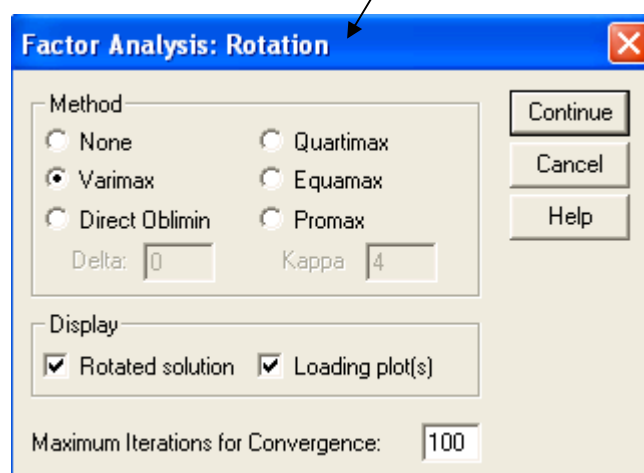 Factor Analysis: Rotation
Method
None
Quartimax
Varimax
Equamax
Direct Oblimin
Promax
Delta: 0
Kappa 4
Continue
Cancel
Help
Display
Rotated solution
Loading plot(s)
Maximum Iterations for Convergence: 100